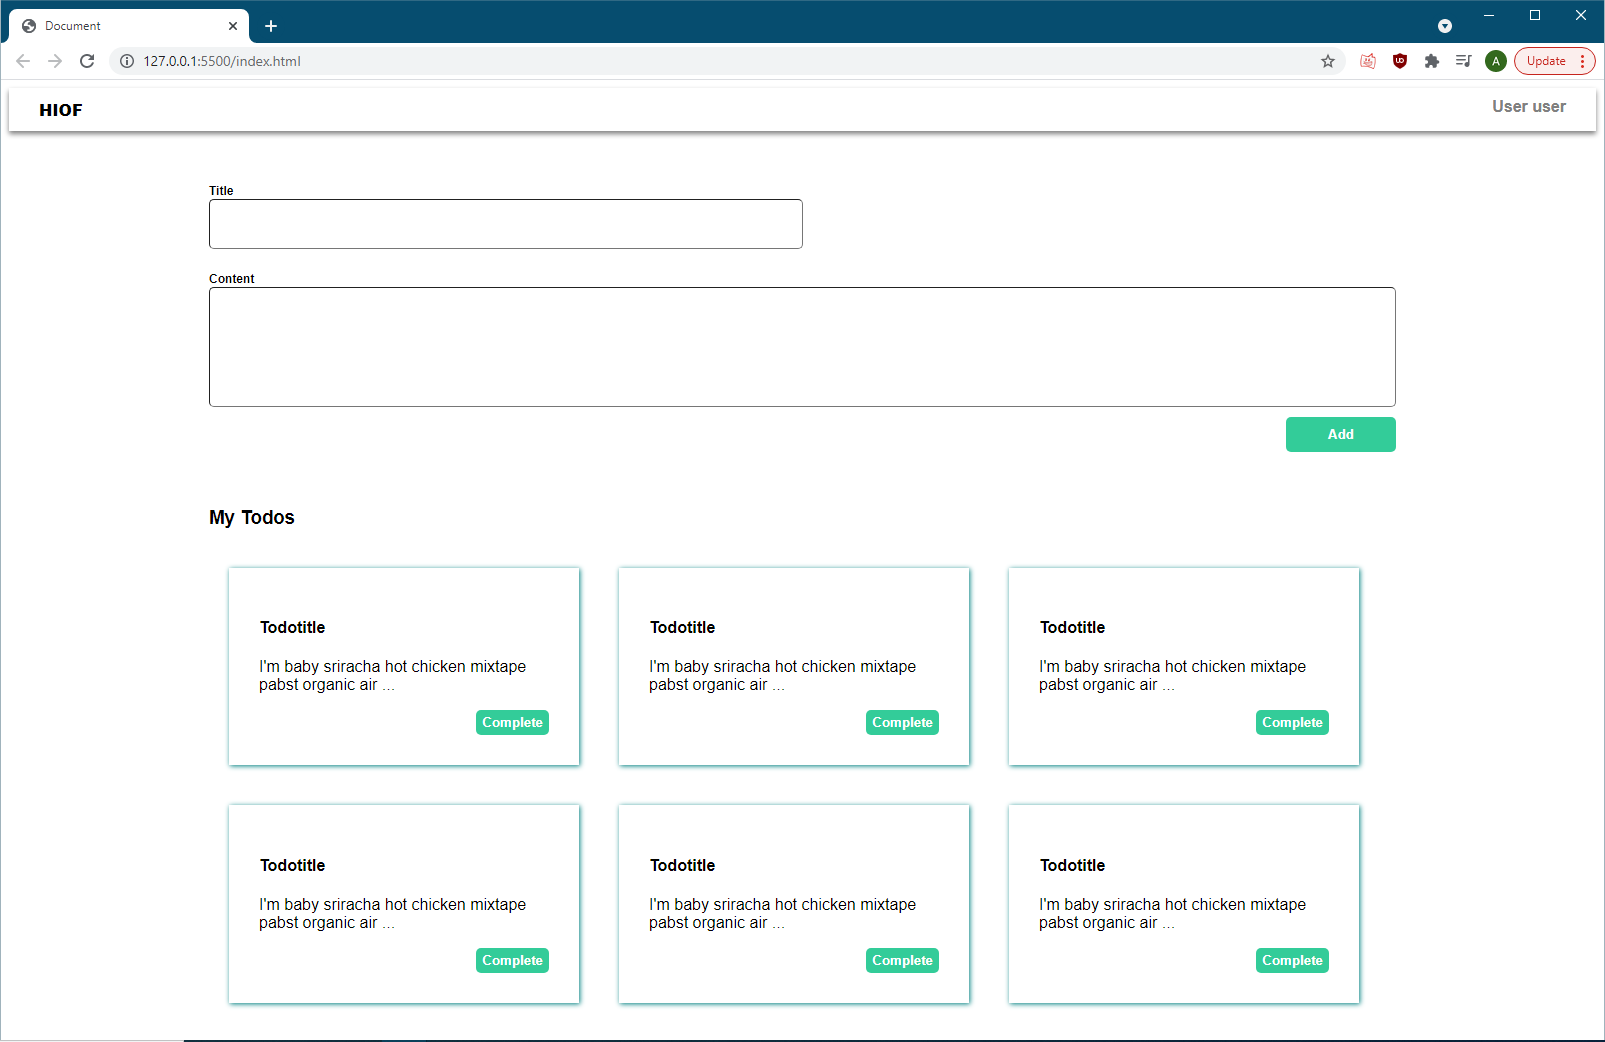 Document
127.0.0.1:5500/index.html
A
Update
HIOF
User user
Title
Content
Add
My Todos
Todotitle
I'm baby sriracha hot chicken mixtape
pabst organic air ...
Complete
Todotitle
I'm baby sriracha hot chicken mixtape
pabst organic air ...
Complete
Todotitle
I'm baby sriracha hot chicken mixtape
pabst organic air ...
Complete
Todotitle
I'm baby sriracha hot chicken mixtape
pabst organic air ...
Complete
Todotitle
I'm baby sriracha hot chicken mixtape
pabst organic air ...
Complete
Todotitle
I'm baby sriracha hot chicken mixtape
pabst organic air ...
Complete